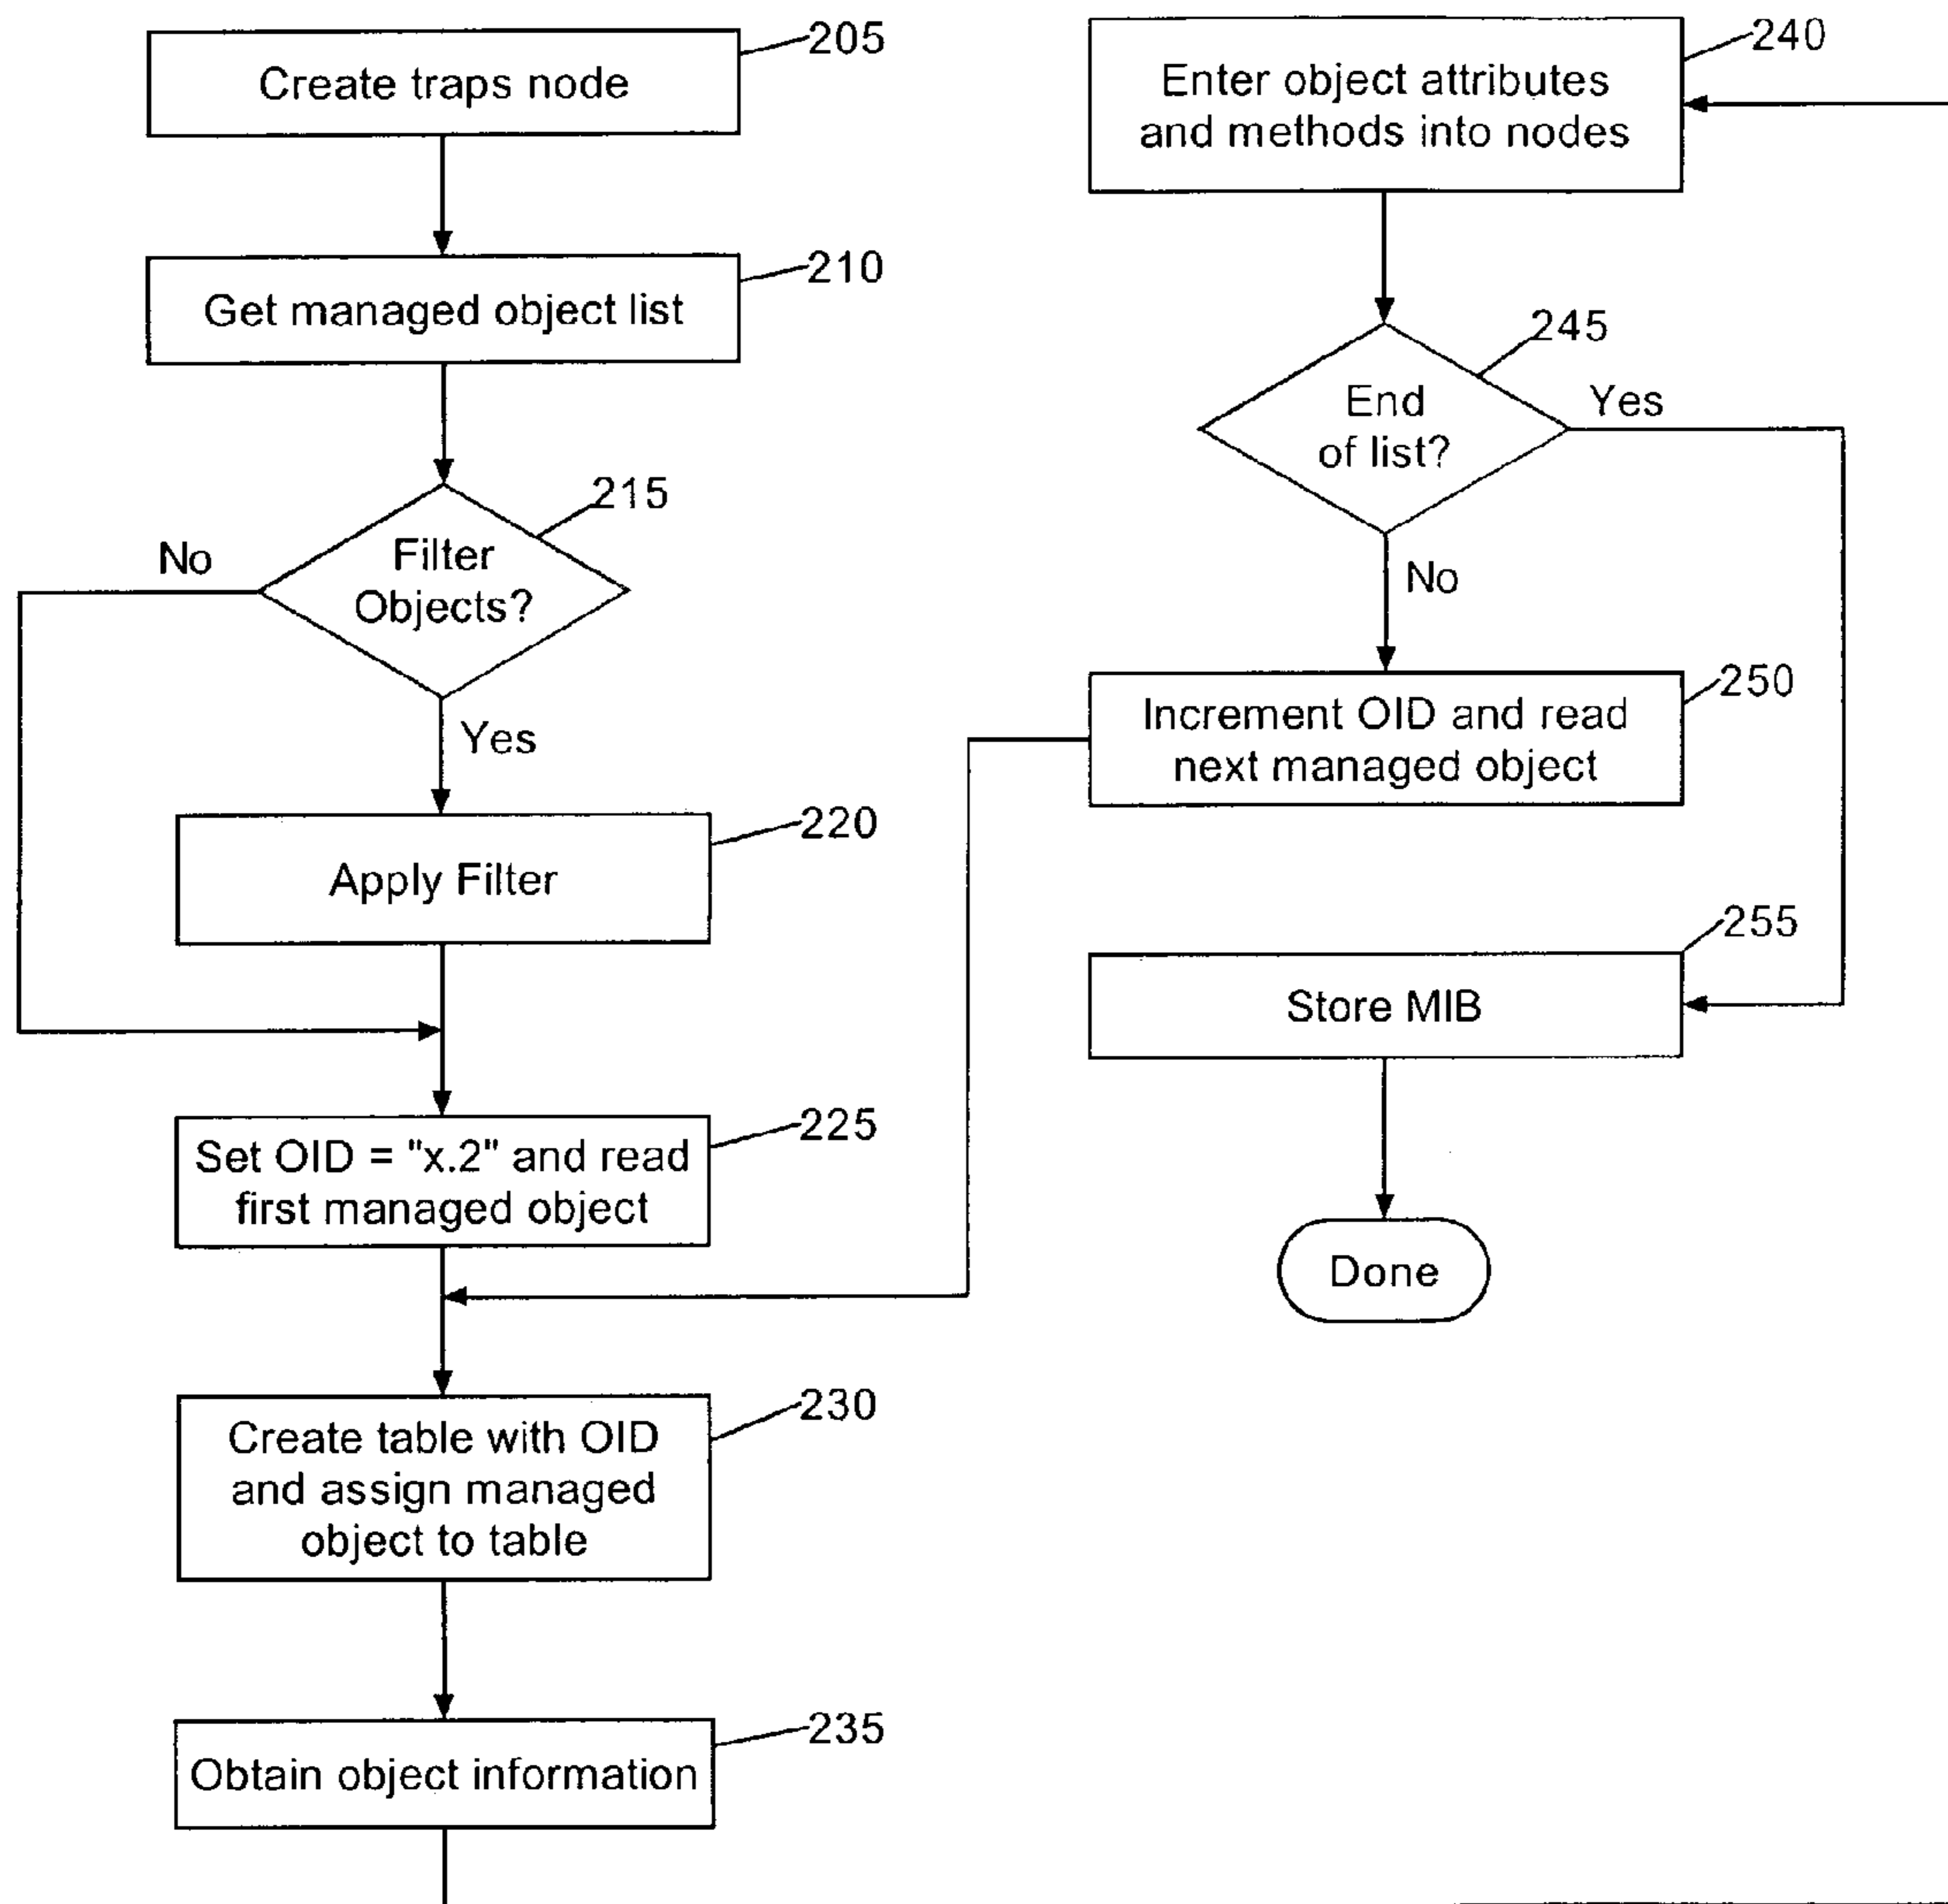 205
Create traps node
210
Get managed object list
215
No
Filter
Objects?
Yes
220
Apply Filter
225
Set OID = "x.2" and read
first managed object
230
Create table with OID
and assign managed
object to table
235
Obtain object information
240
Enter object attributes
and methods into nodes
245
End
of list?
Yes
No
250
Increment OID and read
next managed object
255
Store MIB
Done